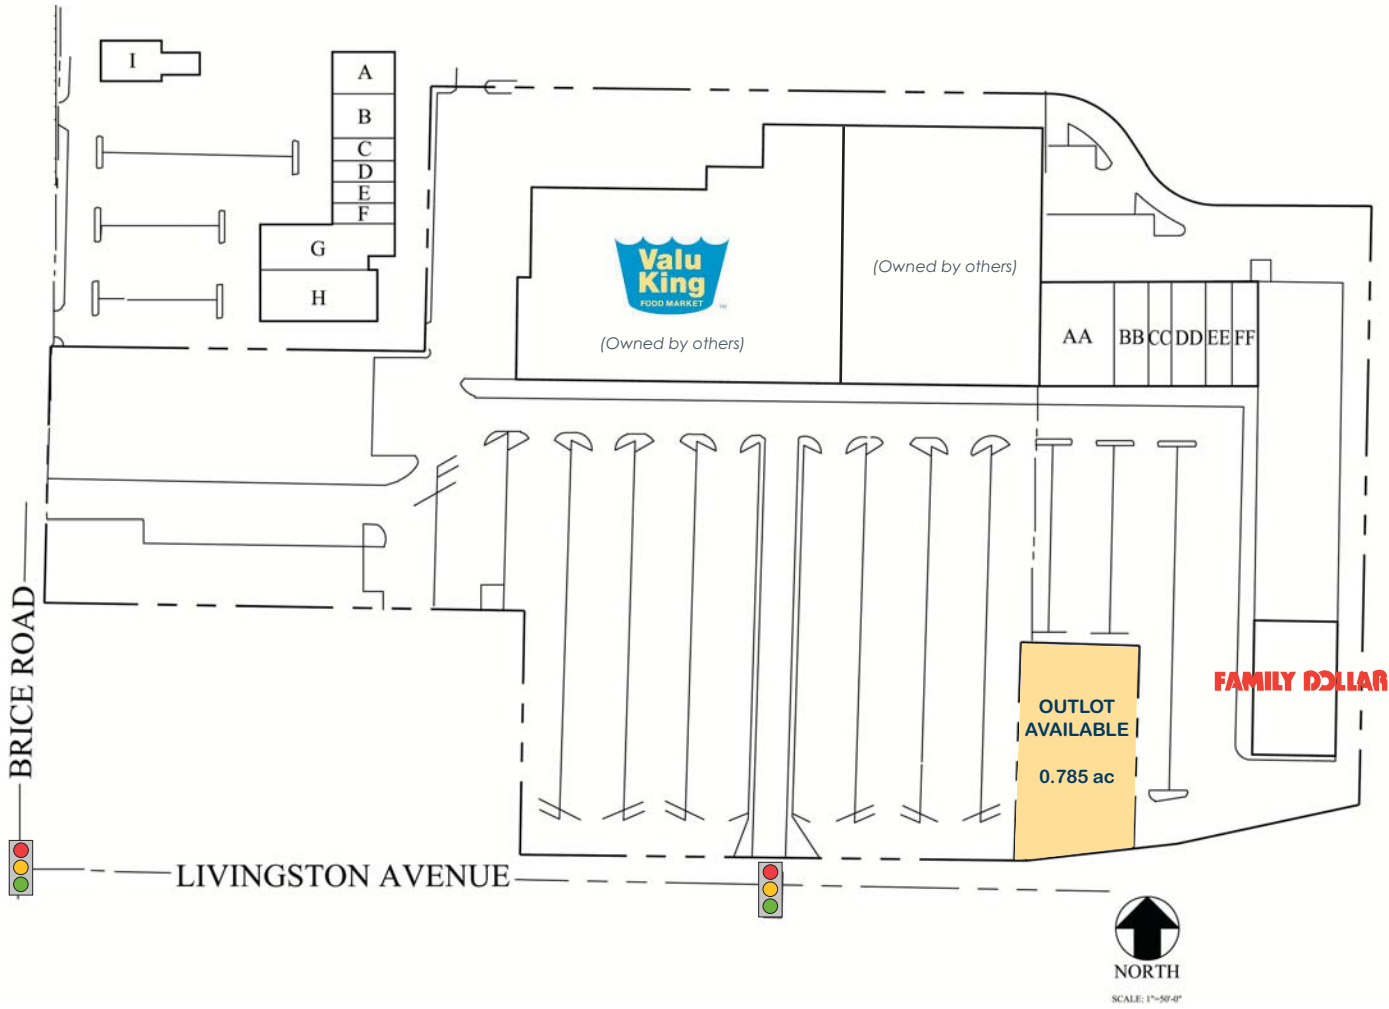 I
A
B
C
D
E
F
G
H
Valu
King
FOOD MARKET
TM
(Owned by others)
(Owned by others)
AA
BB
CC
DD
EE
FF
BRICE ROAD
FAMILY DOLLAR
OUTLOT
AVAILABLE
0.785 ac
LIVINGSTON AVENUE
NORTH
SCALE: 1"=50'-0"